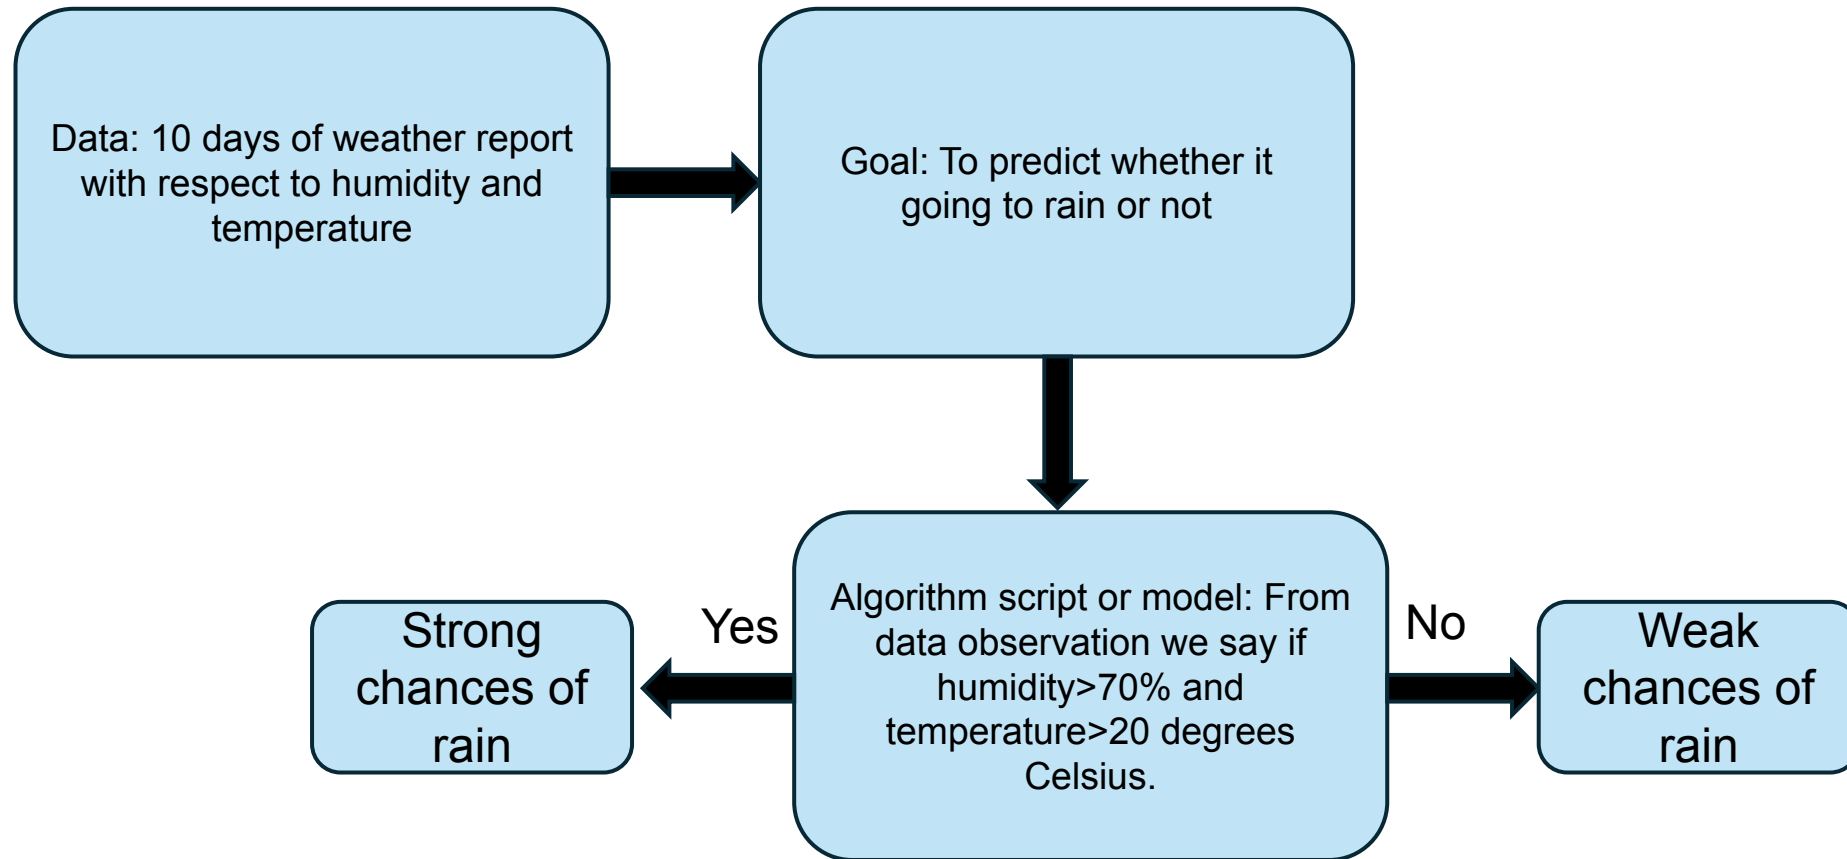 Data: 10 days of weather report
with respect to humidity and
temperature
Goal: To predict whether it
going to rain or not
Algorithm script or model: From
data observation we say if
humidity>70% and
temperature>20 degrees
Celsius.
Yes
Strong
chances of
rain
No
Weak
chances of
rain